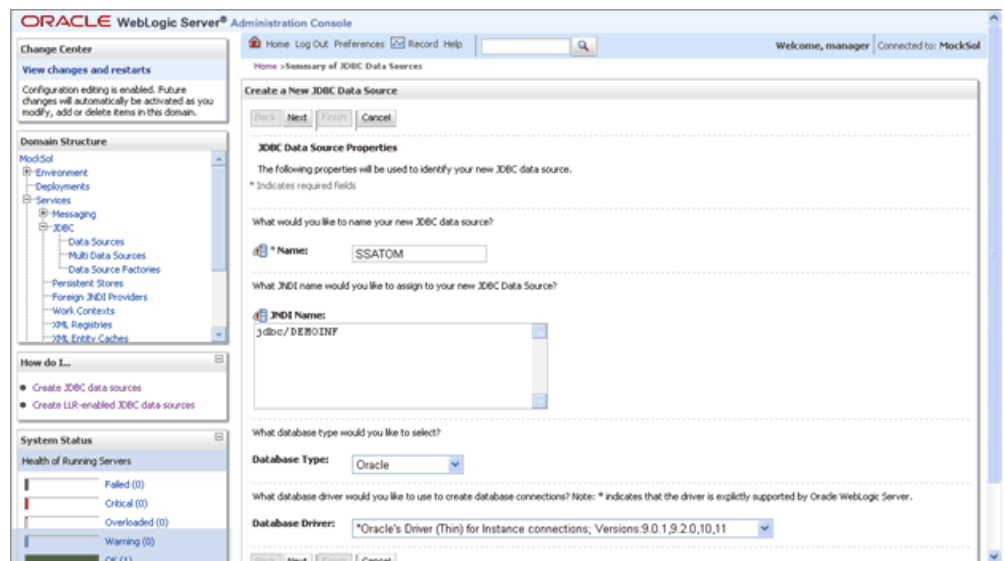 ORACLE WebLogic Server® Administration Console
Change Center
View changes and restarts
Configuration editing is enabled. Future
changes will automatically be activated as you
modify, add or delete items in this domain.
Domain Structure
MockSol
Environment
Deployments
Services
Messaging
JDBC
Data Sources
Multi Data Sources
Data Source Factories
Persistent Stores
Foreign JNDI Providers
Work Contexts
XML Registries
XML Entity Caches
How do I...
Create JDBC data sources
Create LLR-enabled JDBC data sources
System Status
Health of Running Servers
Failed (0)
Critical (0)
Overloaded (0)
Warning (0)
OK (1)
Home Log Out Preferences Record Help
Welcome, manager Connected to: MockSol
Home >Summary of JDBC Data Sources
Create a New JDBC Data Source
Back Next Finish Cancel
JDBC Data Source Properties
The following properties will be used to identify your new JDBC data source.
* Indicates required fields
What would you like to name your new JDBC data source?
* Name: SSATOM
What JNDI name would you like to assign to your new JDBC Data Source?
JNDI Name:
jdbc/DEMOINF
What database type would you like to select?
Database Type: Oracle
What database driver would you like to use to create database connections? Note: * indicates that the driver is explictly supported by Oracle WebLogic Server.
Database Driver: *Oracle's Driver (Thin) for Instance connections; Versions:9.0.1,9.2.0,10,11
Back Next Finish Cancel